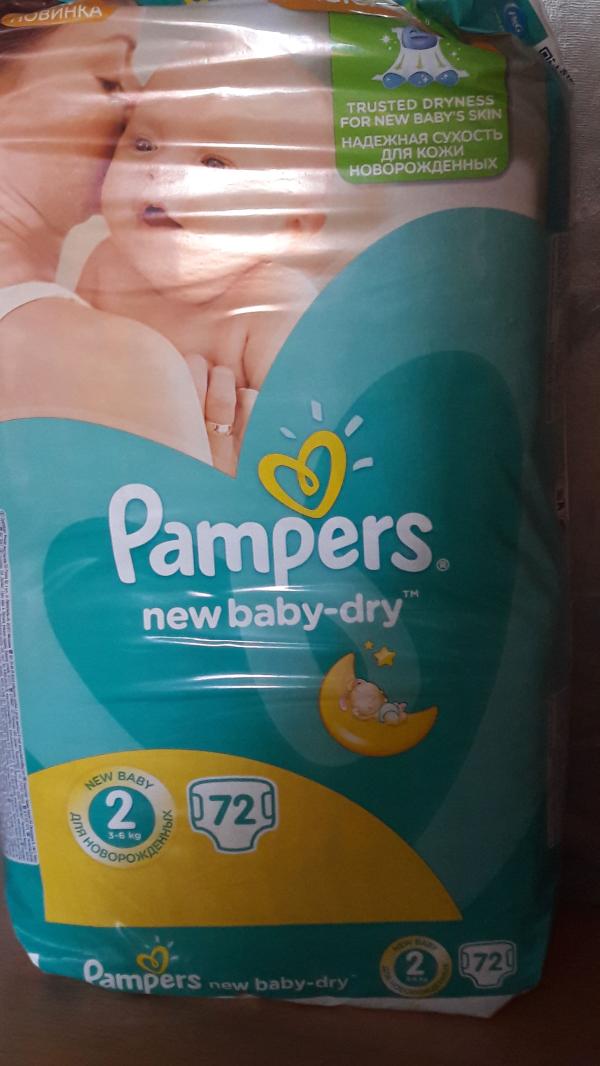 НОВИНКА
P&G
TRUSTED DRYNESS
FOR NEW BABY'S SKIN
НАДЕЖНАЯ СУХОСТЬ
ДЛЯ КОЖИ
НОВОРОЖДЕННЫХ
Pampers®
new baby-dry™
NEW BABY
2
3-6 kg
ДЛЯ НОВОРОЖДЕННЫХ
72
Pampers new baby-dry
NEW BABY
2
72